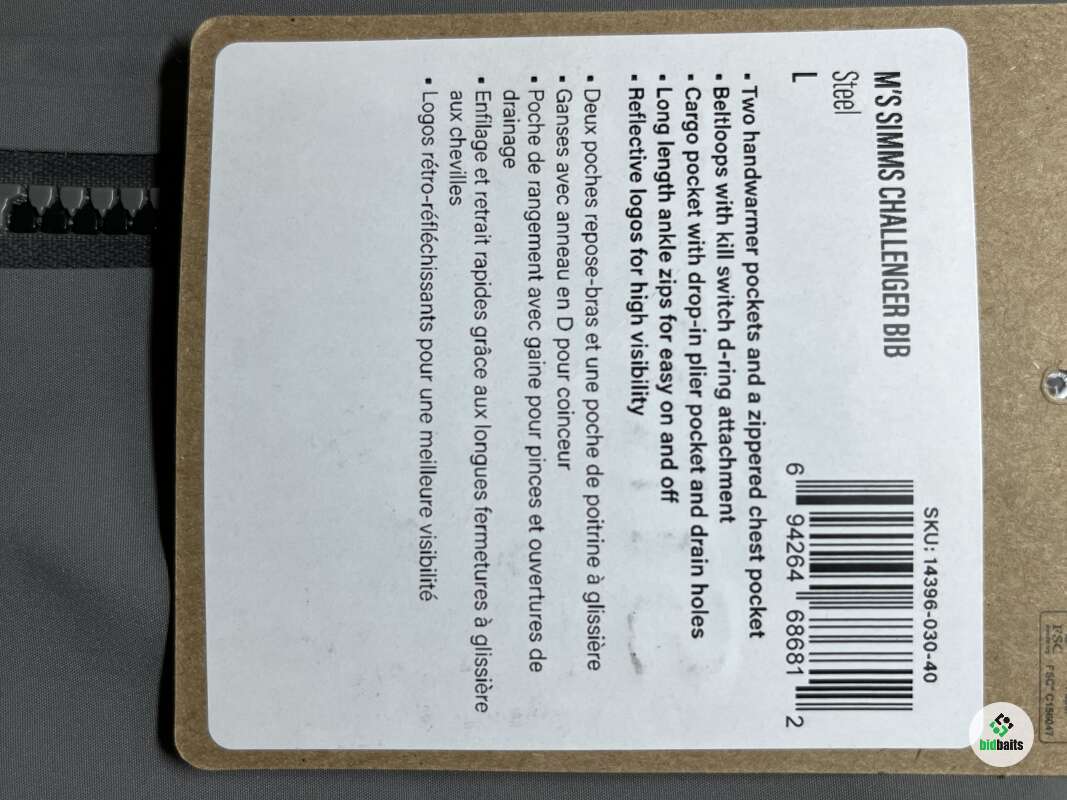 M'S SIMMS CHALLENGER BIB
Steel
L
SKU: 14396-030-40
6 94264 68681 2
• Two handwarmer pockets and a zippered chest pocket
• Beltloops with kill switch d-ring attachment
• Cargo pocket with drop-in plier pocket and drain holes
• Long length ankle zips for easy on and off
• Reflective logos for high visibility
• Deux poches repose-bras et une poche de poitrine à glissière
• Ganses avec anneau en D pour coinceur
• Poche de rangement avec gaine pour pinces et ouvertures de
drainage
• Enfilage et retrait rapides grâce aux longues fermetures à glissière
aux chevilles
• Logos rétro-réfléchissants pour une meilleure visibilité
FSC
FSC® C156047
bidbaits